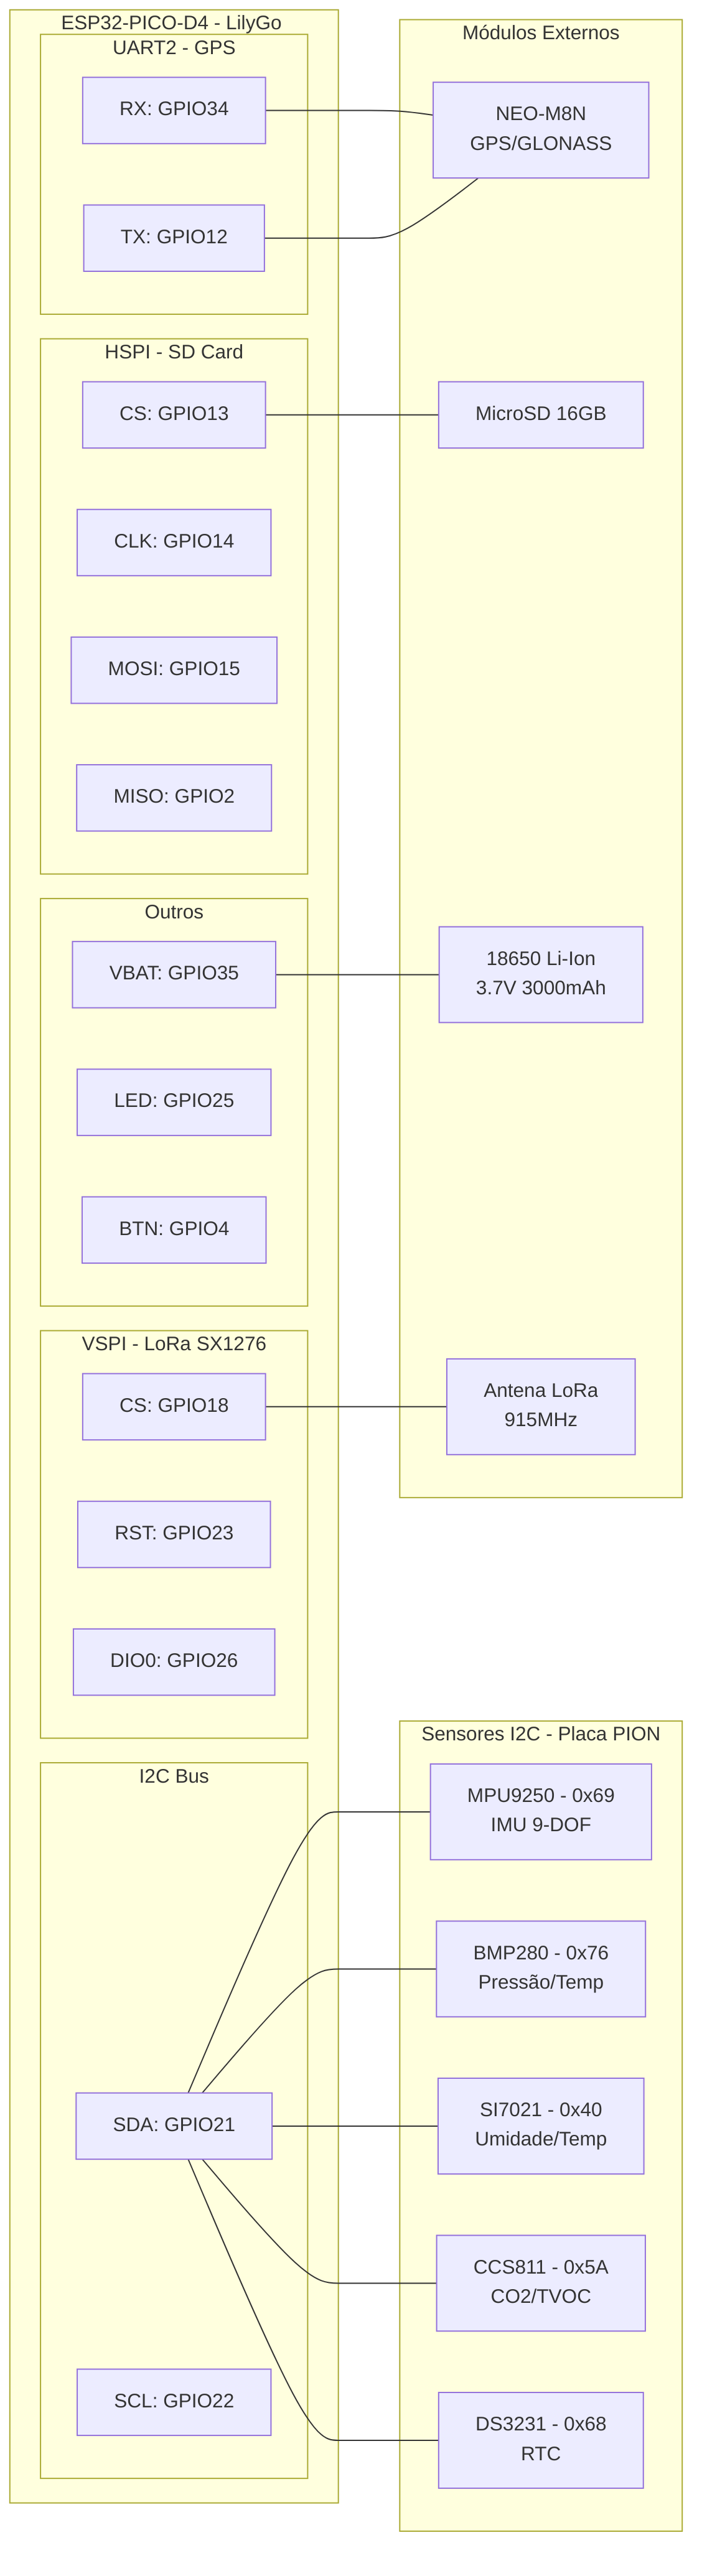 ESP32-PICO-D4 - LilyGo
UART2 - GPS
RX: GPIO34
TX: GPIO12
HSPI - SD Card
CS: GPIO13
CLK: GPIO14
MOSI: GPIO15
MISO: GPIO2
Outros
VBAT: GPIO35
LED: GPIO25
BTN: GPIO4
VSPI - LoRa SX1276
CS: GPIO18
RST: GPIO23
DIO0: GPIO26
I2C Bus
SDA: GPIO21
SCL: GPIO22
Módulos Externos
NEO-M8N
GPS/GLONASS
MicroSD 16GB
18650 Li-Ion
3.7V 3000mAh
Antena LoRa
915MHz
Sensores I2C - Placa PION
MPU9250 - 0x69
IMU 9-DOF
BMP280 - 0x76
Pressão/Temp
SI7021 - 0x40
Umidade/Temp
CCS811 - 0x5A
CO2/TVOC
DS3231 - 0x68
RTC